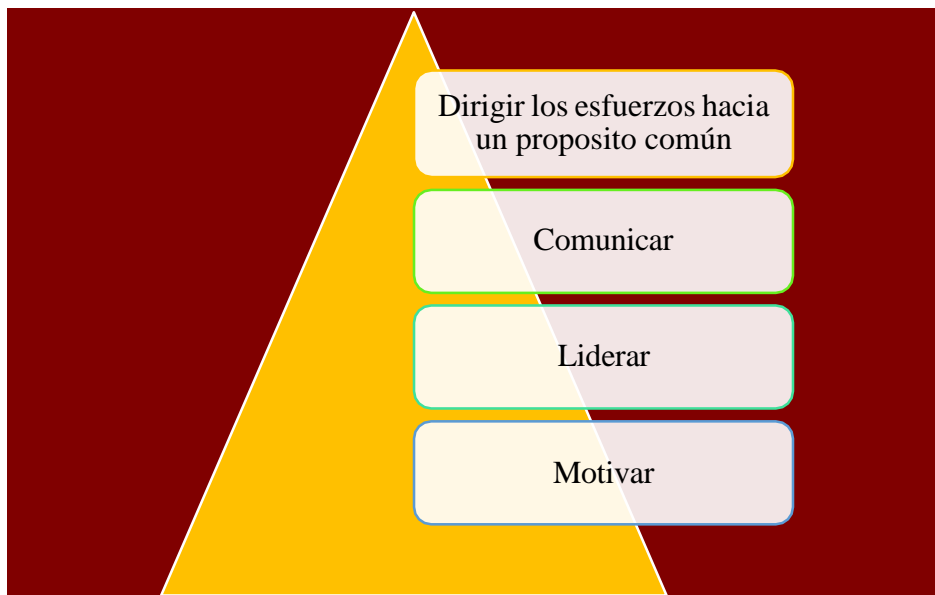 Dirigir los esfuerzos hacia
un proposito común
Comunicar
Liderar
Motivar